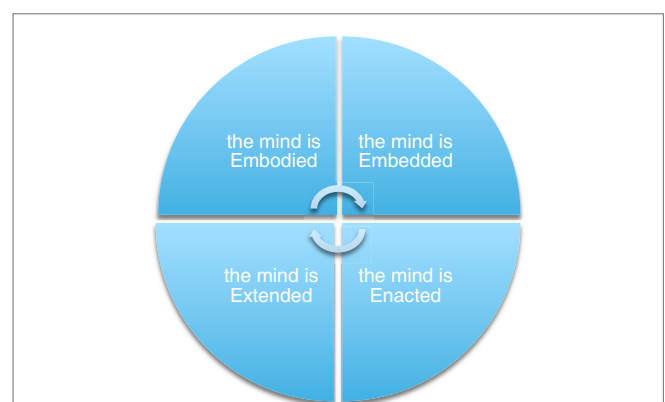 the mind is
Embodied
the mind is
Embedded
the mind is
Extended
the mind is
Enacted